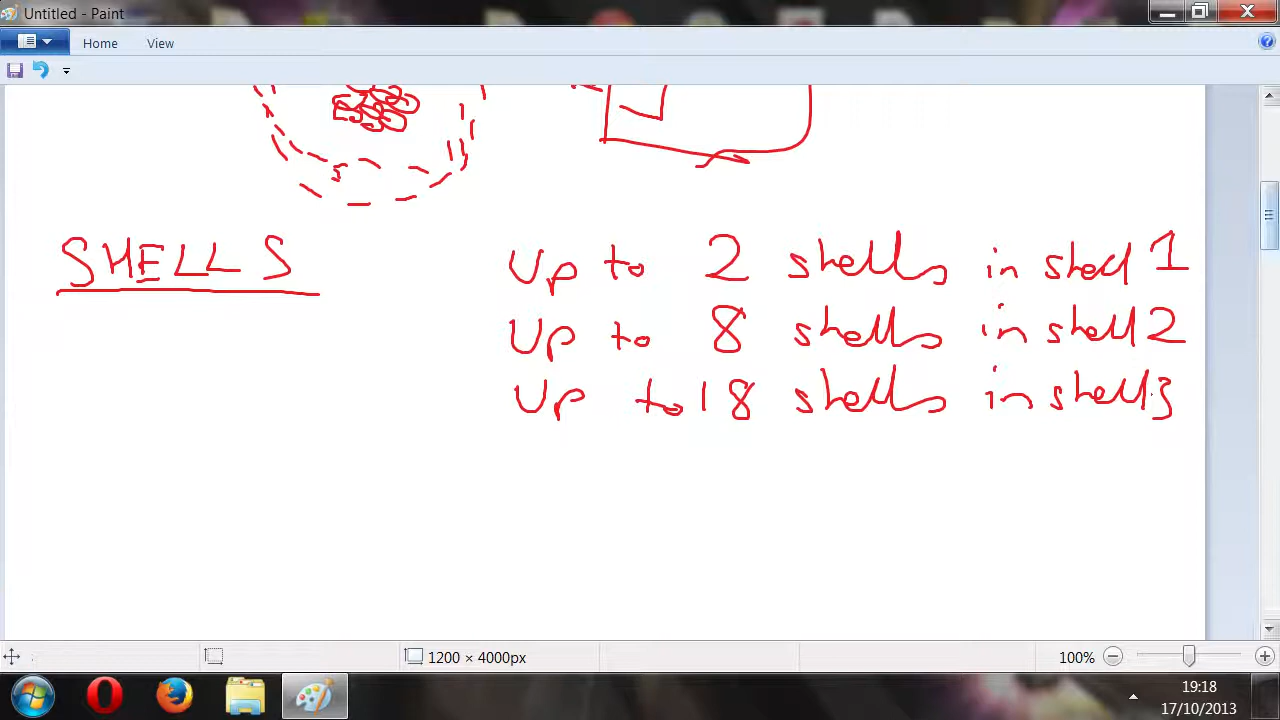 Untitled - Paint
Home View
SHELLS
Up to 2 shells in shell 1
Up to 8 shells in shell 2
Up to 18 shells in shell 3
1200 × 4000px
100%
19:18
17/10/2013